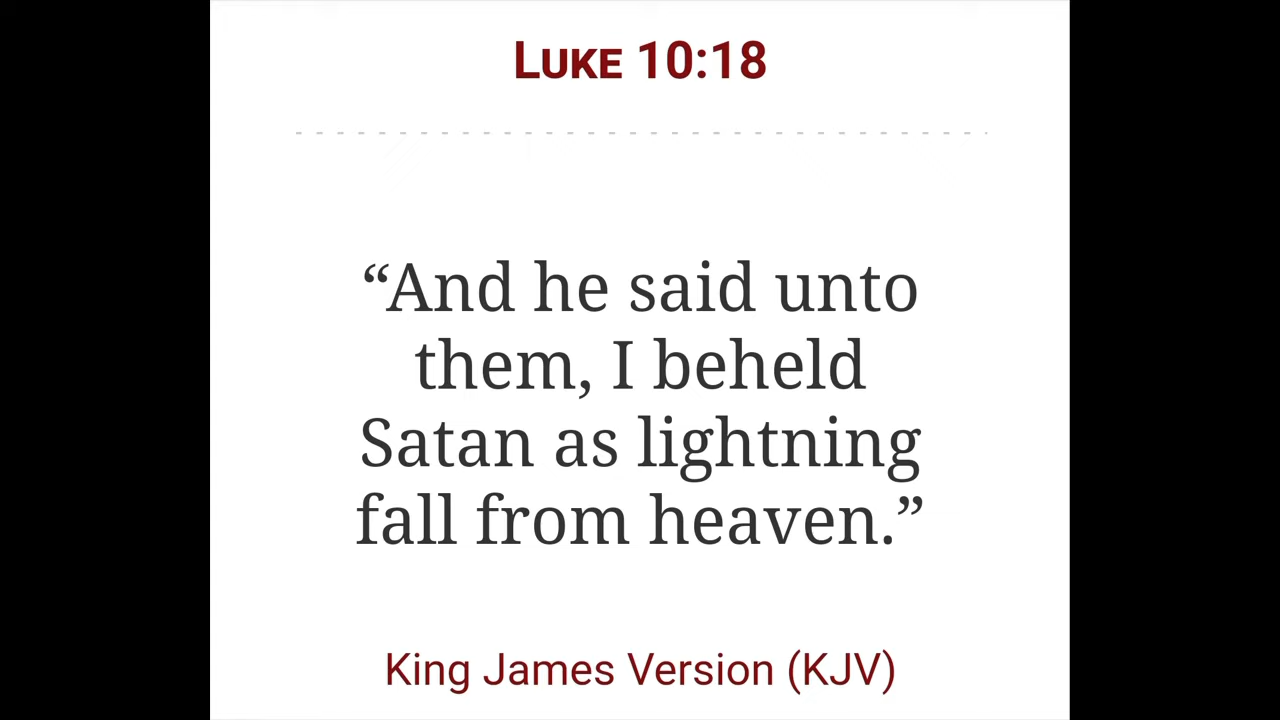 LUKE 10:18
“And he said unto
them, I beheld
Satan as lightning
fall from heaven.”
King James Version (KJV)